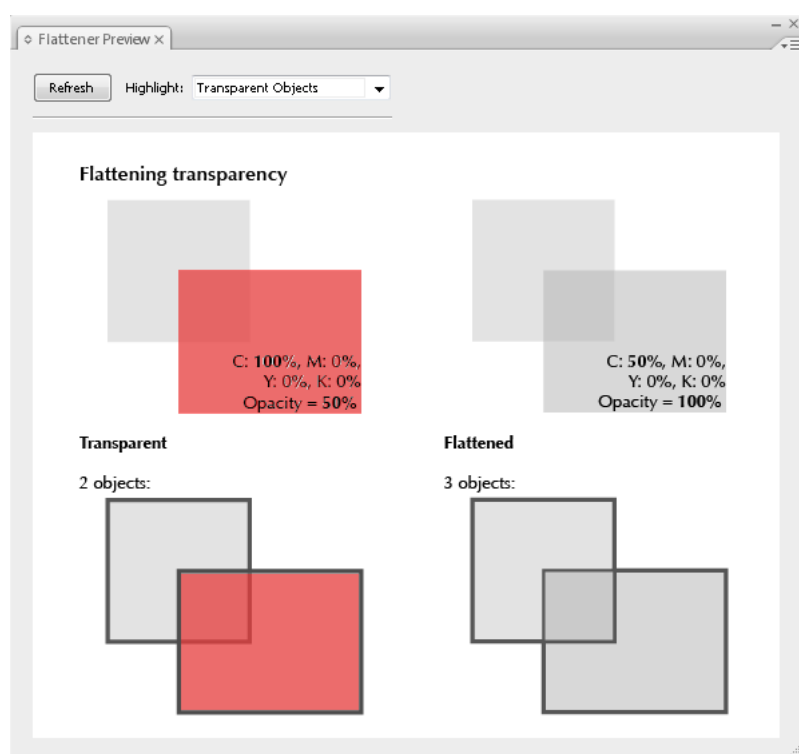 Flattener Preview
Refresh
Highlight: Transparent Objects
Flattening transparency
C: 100%, M: 0%,
Y: 0%, K: 0%
Opacity = 50%
C: 50%, M: 0%,
Y: 0%, K: 0%
Opacity = 100%
Transparent
Flattened
2 objects:
3 objects: